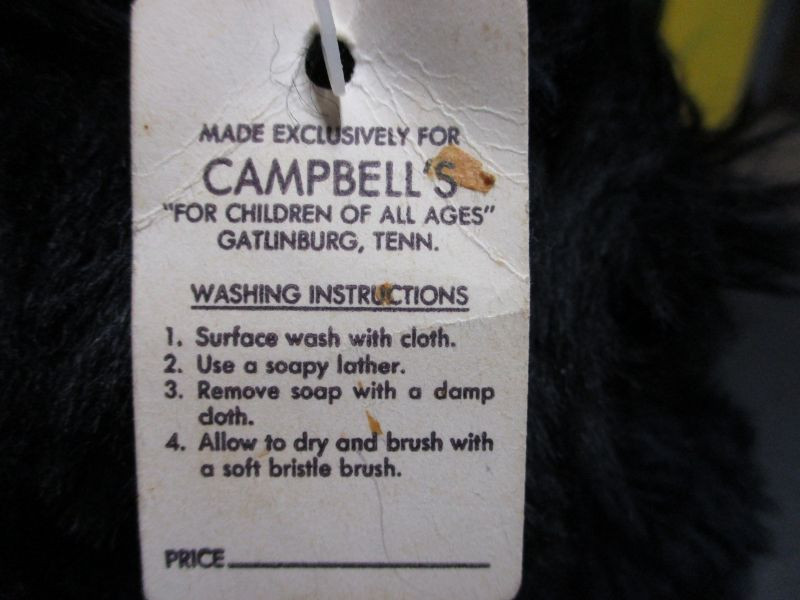 MADE EXCLUSIVELY FOR
CAMPBELL'S
"FOR CHILDREN OF ALL AGES"
GATLINBURG, TENN.
WASHING INSTRUCTIONS
1. Surface wash with cloth.
2. Use a soapy lather.
3. Remove soap with a damp
cloth.
4. Allow to dry and brush with
a soft bristle brush.
PRICE